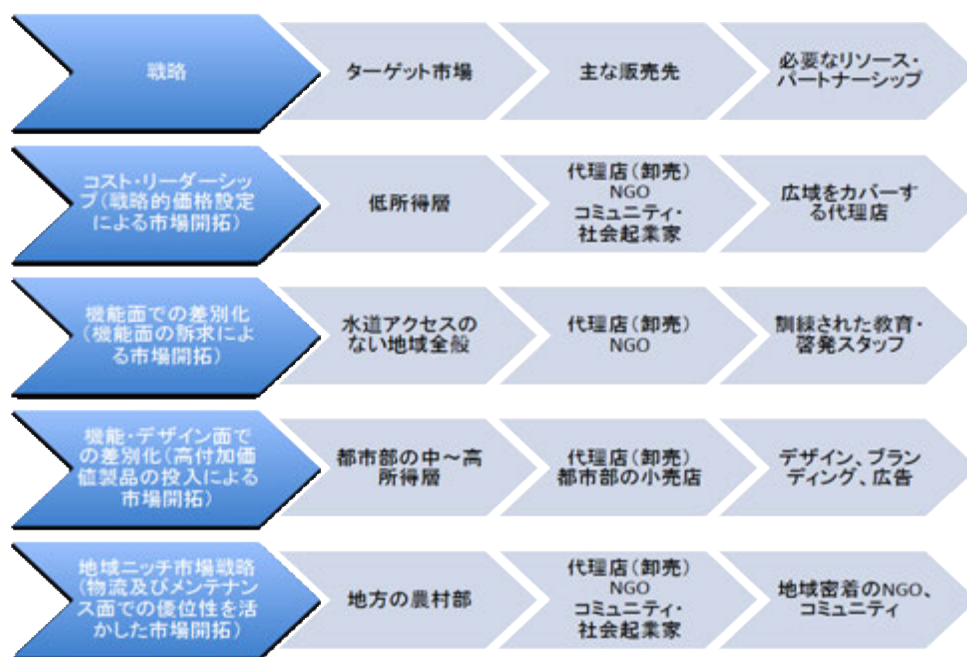 戦略
ターゲット市場
主な販売先
必要なリソース・
パートナーシップ
コスト・リーダーシッ
プ(戦略的価格設定
による市場開拓)
低所得層
代理店(卸売)
NGO
コミュニティ・
社会起業家
広域をカバーす
る代理店
機能面での差別化
(機能面の訴求によ
る市場開拓)
水道アクセスの
ない地域全般
代理店(卸売)
NGO
訓練された教育・
啓発スタッフ
機能・デザイン面で
の差別化(高付加価
値製品の投入による
市場開拓)
都市部の中～高
所得層
代理店(卸売)
都市部の小売店
デザイン、ブラン
ディング、広告
地域ニッチ市場戦略
(物流及びメンテナン
ス面での優位性を活
かした市場開拓)
地方の農村部
代理店(卸売)
NGO
コミュニティ・
社会起業家
地域密着のNGO、
コミュニティ